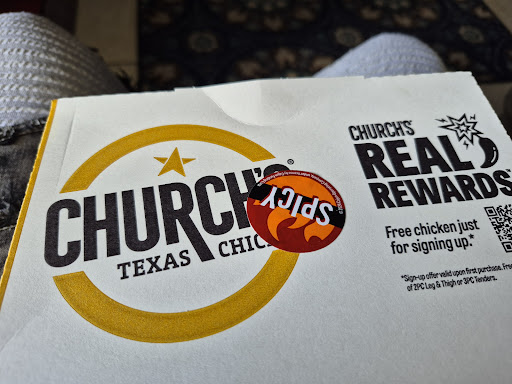 CHURCH'S®
TEXAS CHIC
SPICY
CHURCH'S
REAL
REWARDS
Free chicken just
for signing up.*
*Sign-up offer valid upon first purchase. Free
of 2PC Leg & Thigh or 3PC Tenders.